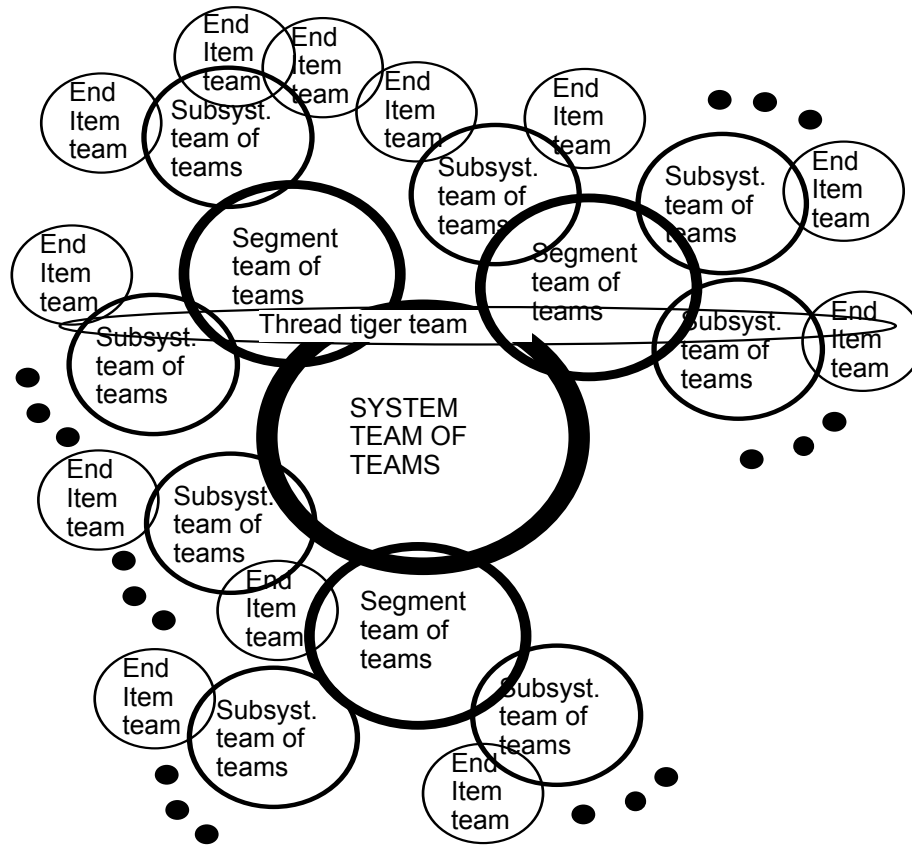 End
Item
team
End
Item
team
End
Item
team
End
Item
team
End
Item
team
Subsyst.
team of
teams
Subsyst.
team of
teams
Subsyst.
team of
teams
End
Item
team
Segment
team of
teams
Segment
team of
teams
End
Item
team
Thread tiger team
Subsyst.
team of
teams
Subsyst.
team of
teams
End
Item
team
SYSTEM
TEAM OF
TEAMS
End
Item
team
Subsyst.
team of
teams
End
Item
team
Segment
team of
teams
End
Item
team
Subsyst.
team of
teams
Subsyst.
team of
teams
End
Item
team